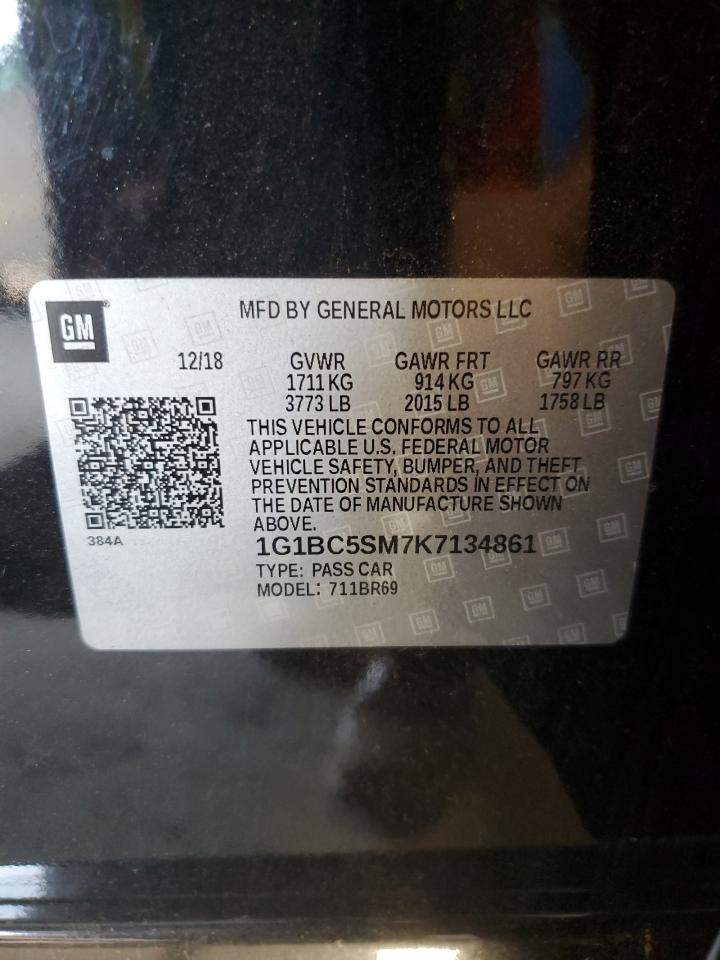 GM
MFD BY GENERAL MOTORS LLC
12/18 GVWR GAWR FRT GAWR RR
1711 KG 914 KG 797 KG
3773 LB 2015 LB 1758 LB
THIS VEHICLE CONFORMS TO ALL
APPLICABLE U.S. FEDERAL MOTOR
VEHICLE SAFETY, BUMPER, AND THEFT
PREVENTION STANDARDS IN EFFECT ON
THE DATE OF MANUFACTURE SHOWN
ABOVE.
384A
1G1BC5SM7K7134861
TYPE: PASS CAR
MODEL: 711BR69